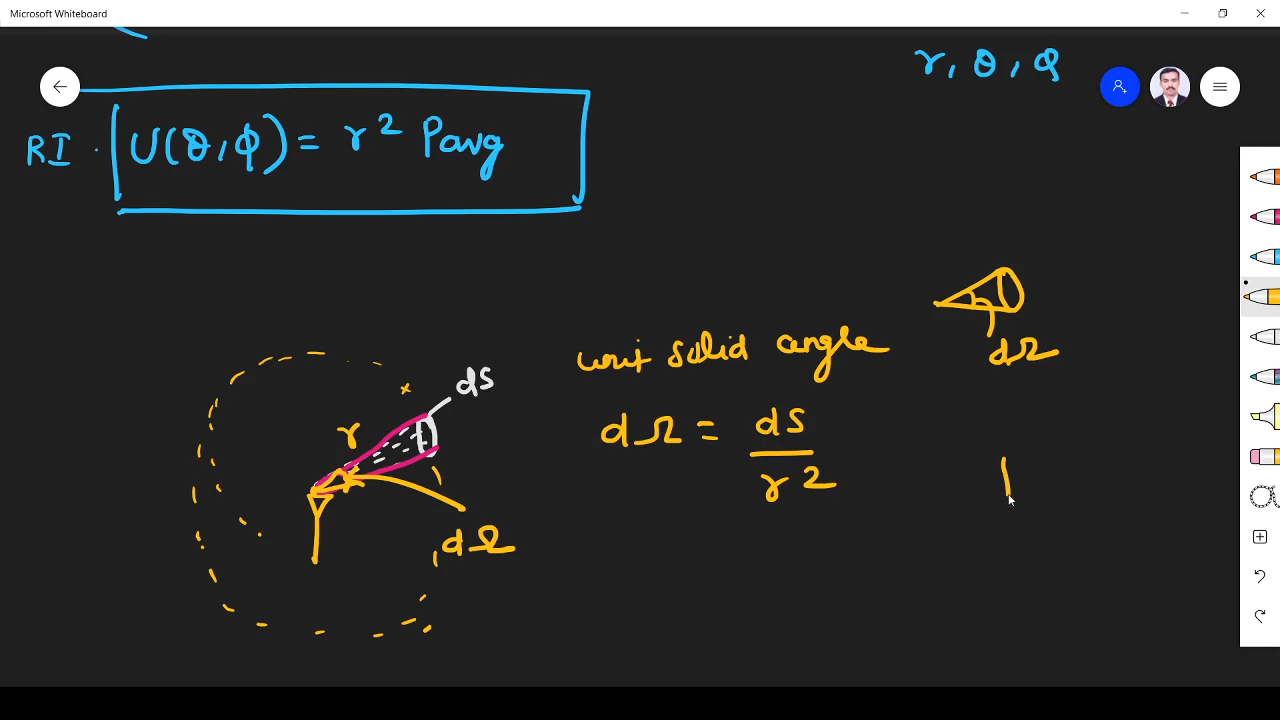 Microsoft Whiteboard
r, θ, φ
RI . U(θ, φ) = r² Pavg
unit solid angle
dΩ
dΩ = dS / r²
dS
r
dΩ